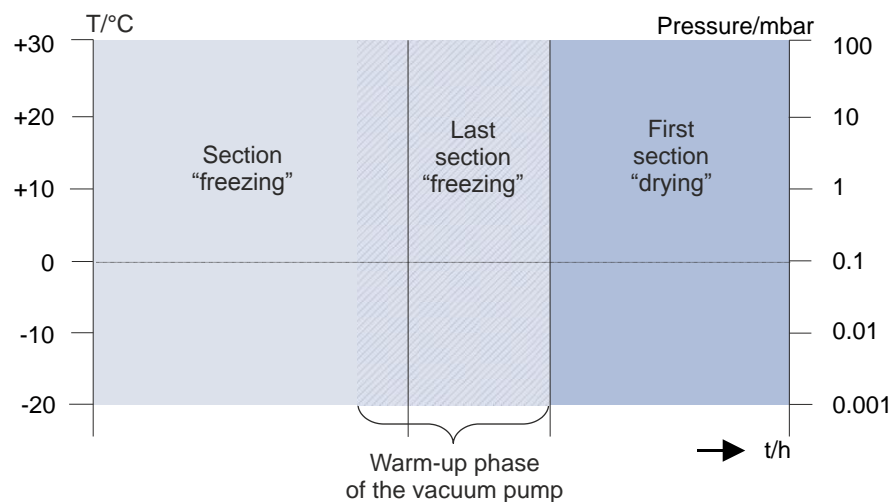 T/°C
Pressure/mbar
+30
100
+20
10
Section
“freezing”
Last
section
“freezing”
First
section
“drying”
+10
1
0
0.1
-10
0.01
-20
0.001
t/h
Warm-up phase
of the vacuum pump